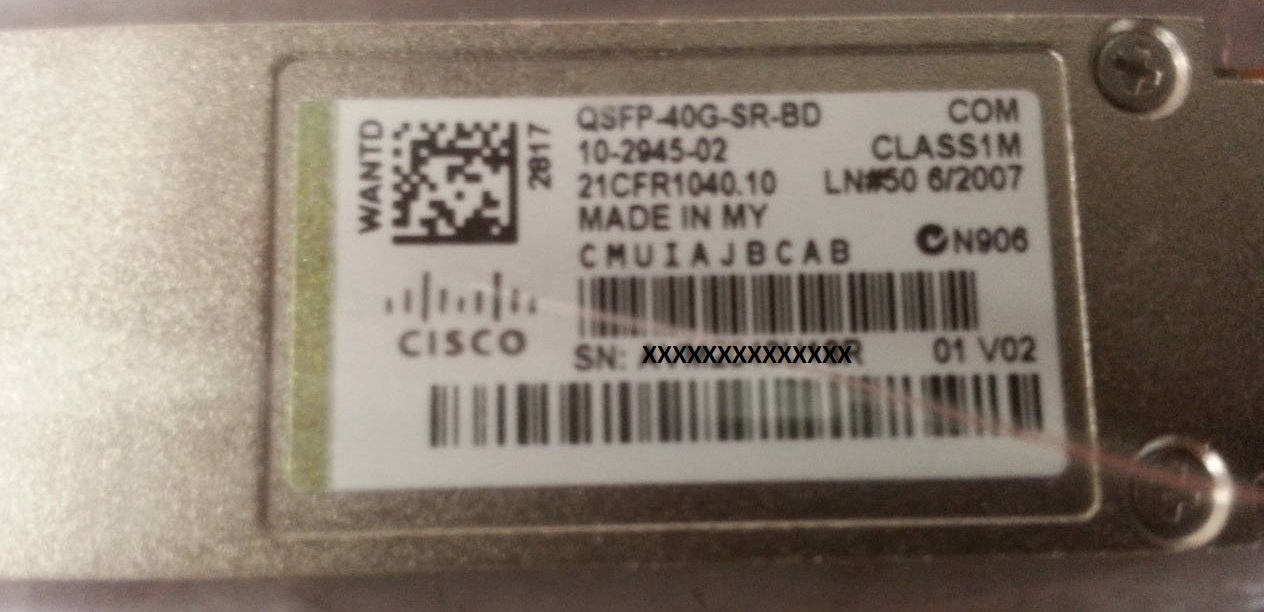 WANTD
2817
QSFP-40G-SR-BD COM
10-2945-02 CLASS1M
21CFR1040.10 LN#50 6/2007
MADE IN MY
CMUIAJBCAB N906
CISCO
SN: XXXXXXXXXXXXXX 01 V02